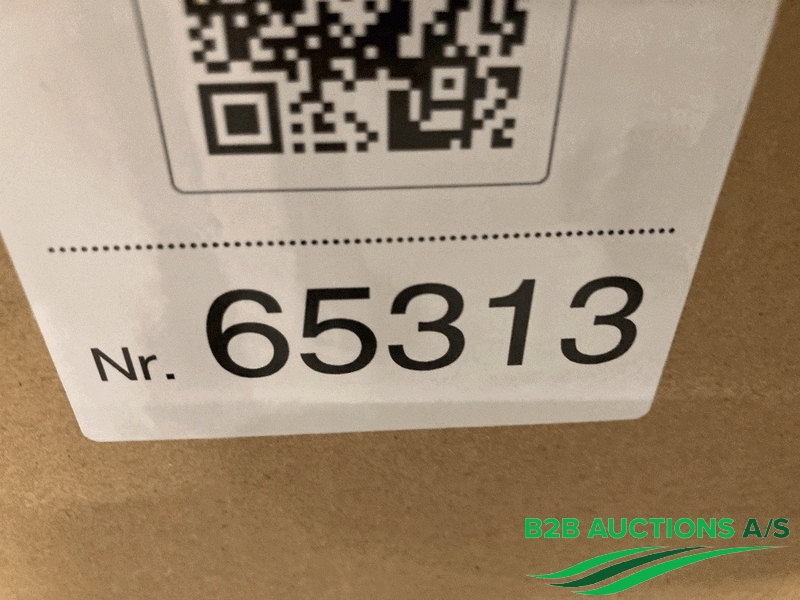 Nr. 65313
B2B AUCTIONS A/S